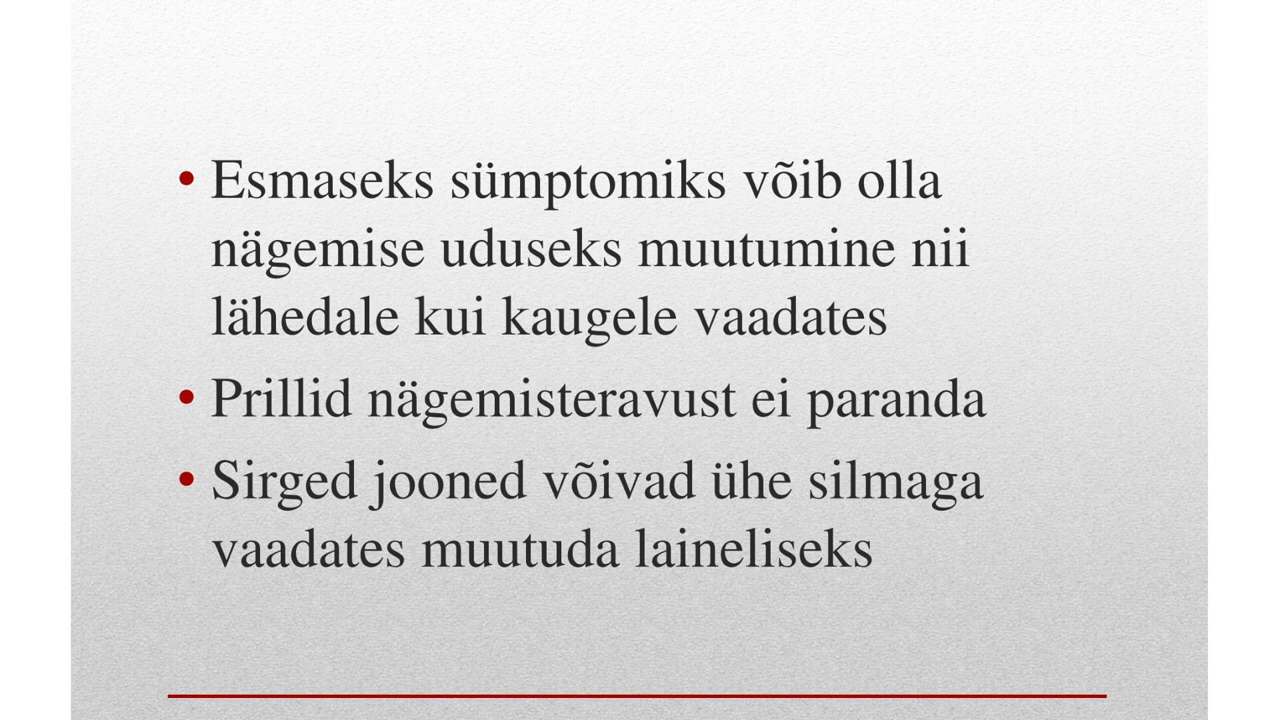 • Esmaseks sümptomiks võib olla
nägemise uduseks muutumine nii
lähedale kui kaugele vaadates
• Prillid nägemisteravust ei paranda
• Sirged jooned võivad ühe silmaga
vaadates muutuda laineliseks